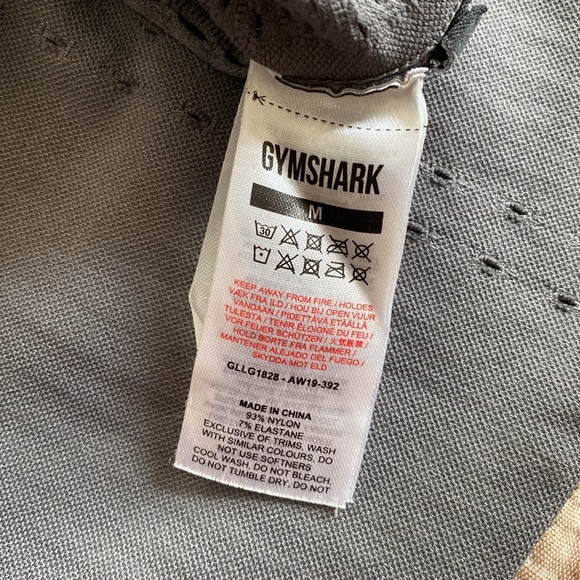 GYMSHARK
M
30
KEEP AWAY FROM FIRE / HOLDES
VÆK FRA ILD / HOU BIJ OPEN VUUR
VANDAAN / PIDETTÄVÄ ETÄÄLLÄ
TULESTA / TENIR ÉLOIGNÉ DU FEU /
VOR FEUER SCHÜTZEN / 火気厳禁 /
HOLD BORTE FRA FLAMMER /
MANTENER ALEJADO DEL FUEGO /
SKYDDA MOT ELD
GLLG1828 - AW19-392
MADE IN CHINA
93% NYLON
7% ELASTANE
EXCLUSIVE OF TRIMS, WASH
WITH SIMILAR COLOURS, DO
NOT USE SOFTNERS
COOL WASH, DO NOT BLEACH,
DO NOT TUMBLE DRY, DO NOT